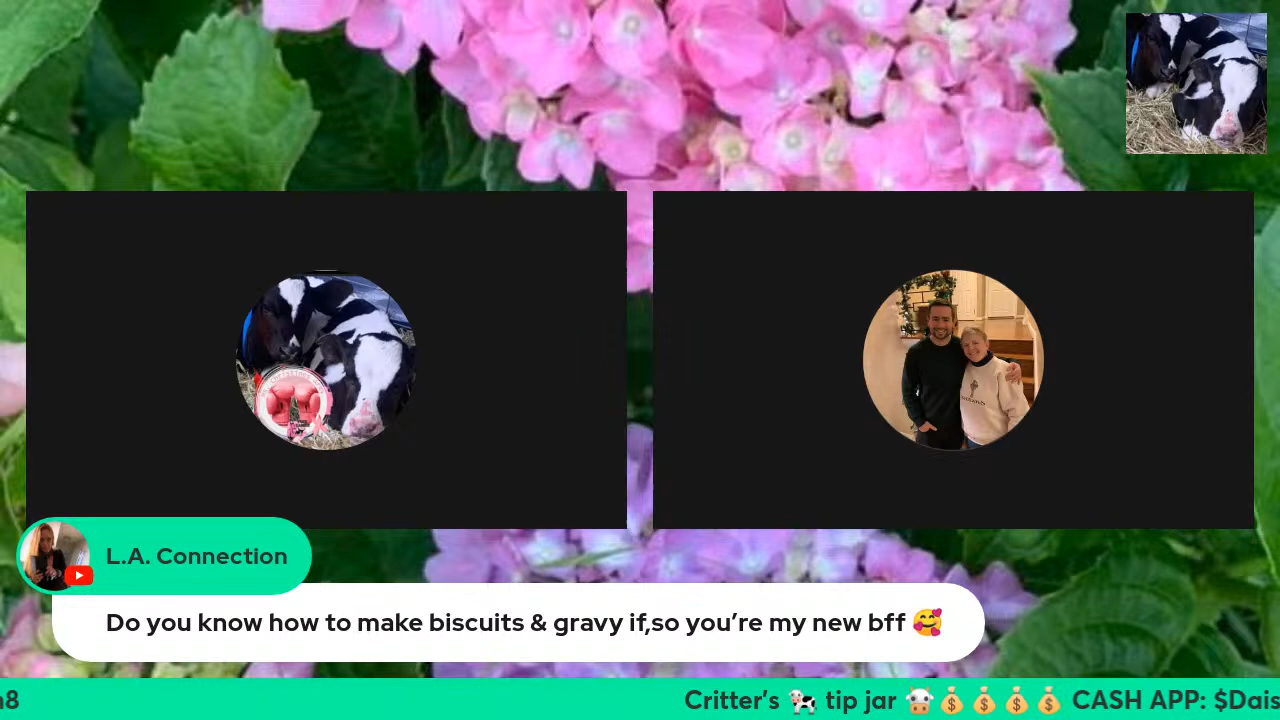 L.A. Connection
Do you know how to make biscuits & gravy if,so you’re my new bff 🥰
Critter’s 🐄 tip jar 🐮💰💰💰💰 CASH APP: $Dais